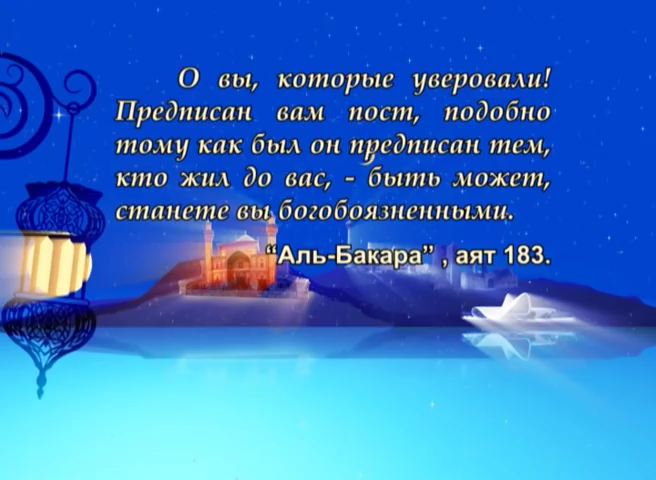 О вы, которые уверовали!
Предписан вам пост, подобно
тому как был он предписан тем,
кто жил до вас, - быть может,
станете вы богобоязненными.
“Аль-Бакара” , аят 183.